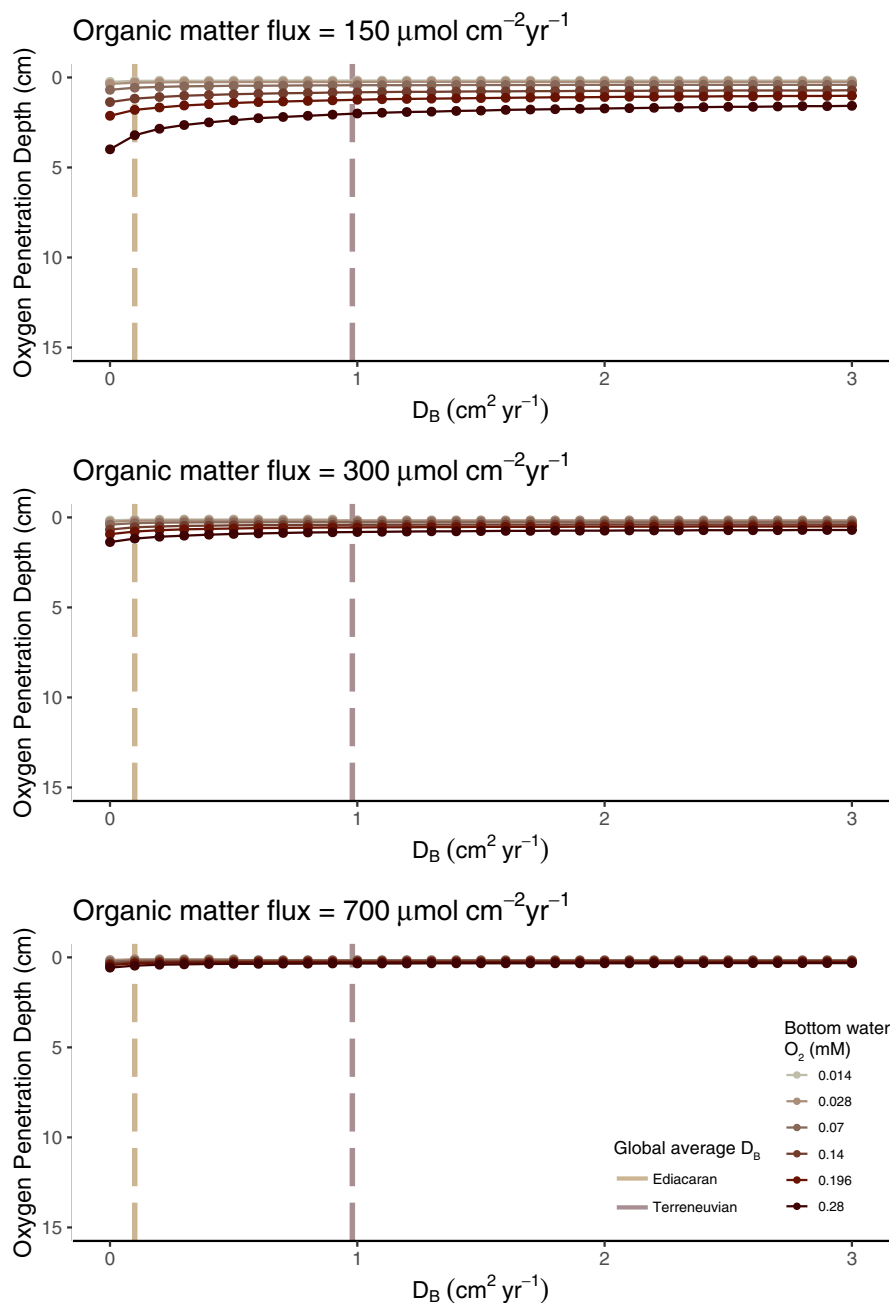 Organic matter flux = 150 μmol cm⁻²yr⁻¹
Oxygen Penetration Depth (cm)
0
5
10
15
0 1 2 3
D_B (cm² yr⁻¹)
Organic matter flux = 300 μmol cm⁻²yr⁻¹
Oxygen Penetration Depth (cm)
0
5
10
15
0 1 2 3
D_B (cm² yr⁻¹)
Organic matter flux = 700 μmol cm⁻²yr⁻¹
Oxygen Penetration Depth (cm)
0
5
10
15
0 1 2 3
D_B (cm² yr⁻¹)
Global average D_B
Ediacaran
Terreneuvian
Bottom water
O₂ (mM)
0.014
0.028
0.07
0.14
0.196
0.28